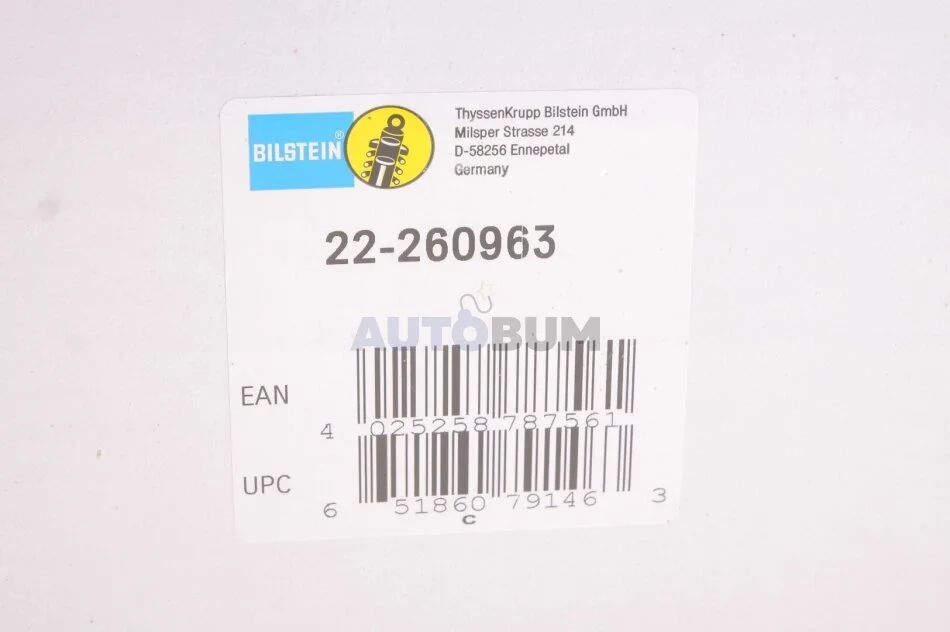 BILSTEIN®
ThyssenKrupp Bilstein GmbH
Milsper Strasse 214
D-58256 Ennepetal
Germany
22-260963
AUTOBUM
EAN
4 025258 787561
UPC
6 51860 79146 3
c